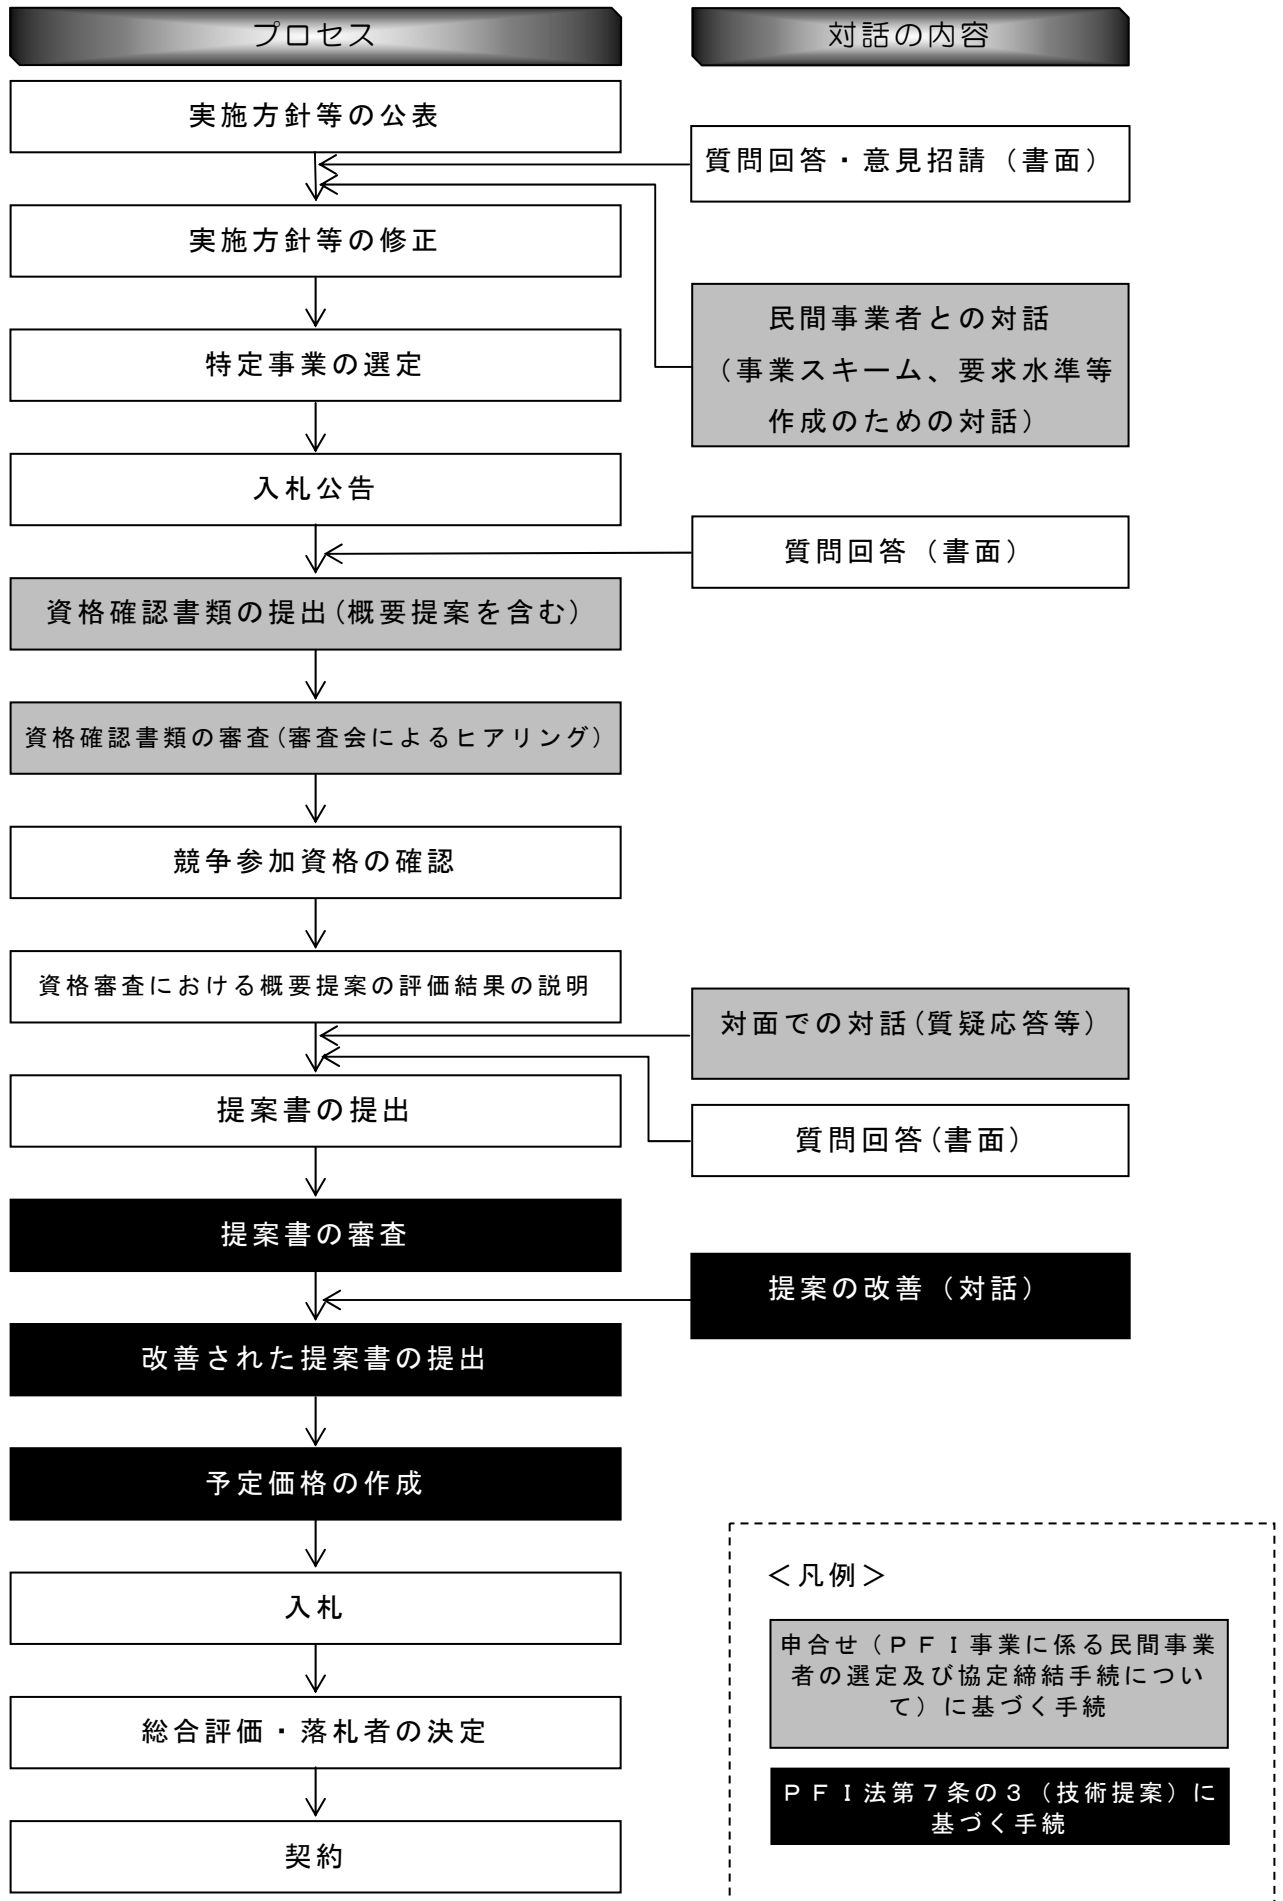 プロセス
対話の内容
実施方針等の公表
質問回答・意見招請（書面）
実施方針等の修正
民間事業者との対話
（事業スキーム、要求水準等
作成のための対話）
特定事業の選定
入札公告
質問回答（書面）
資格確認書類の提出(概要提案を含む)
資格確認書類の審査(審査会によるヒアリング)
競争参加資格の確認
資格審査における概要提案の評価結果の説明
対面での対話(質疑応答等)
提案書の提出
質問回答(書面)
提案書の審査
提案の改善（対話）
改善された提案書の提出
予定価格の作成
入札
総合評価・落札者の決定
契約
＜凡例＞
申合せ（ＰＦＩ事業に係る民間事業
者の選定及び協定締結手続につい
て）に基づく手続
ＰＦＩ法第７条の３（技術提案）に
基づく手続